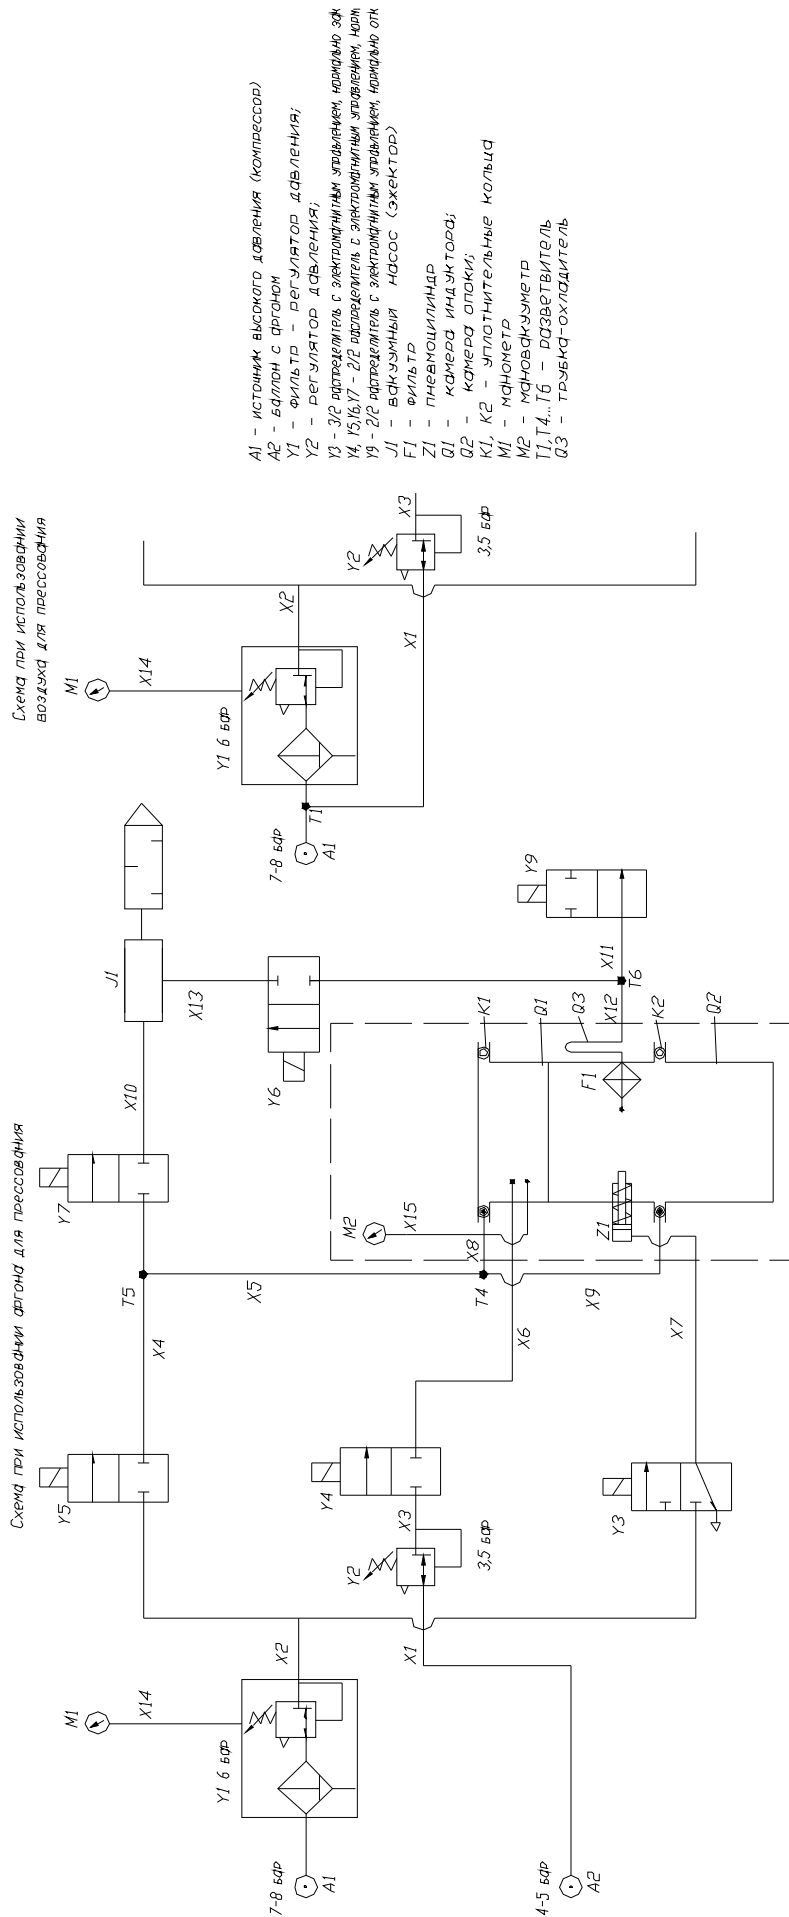 Схема при использовании аргона для прессования
7-8 бар
A1
Y1 6 бар
M1
X14
X2
4-5 бар
A2
X1
Y2
3,5 бар
X3
Y4
X6
Y5
X4
T5
X5
Y7
X10
J1
X13
Y6
Y3
X7
T4
X8
X9
M2
X15
Z1
F1
K1
Q1
Q3
X12
K2
Q2
T6
X11
Y9
Схема при использовании
воздуха для прессования
7-8 бар
A1
T1
Y1 6 бар
M1
X14
X2
X1
Y2
3,5 бар
X3
A1 - источник высокого давления (компрессор)
A2 - баллон с аргоном
Y1 - фильтр - регулятор давления;
Y2 - регулятор давления;
Y3 - 3/2 распределитель с электромагнитным управлением, нормально зак
Y4, Y5,Y6,Y7 - 2/2 распределитель с электромагнитным управлением, норм
Y9 - 2/2 распределитель с электромагнитным управлением, нормально отк
J1 - вакуумный насос (эжектор)
F1 - фильтр
Z1 - пневмоцилиндр
Q1 - камера индуктора;
Q2 - камера опоки;
K1, K2 - уплотнительные кольца
M1 - манометр
M2 - мановакууметр
T1,T4...T6 - разветвитель
Q3 - трубка-охладитель